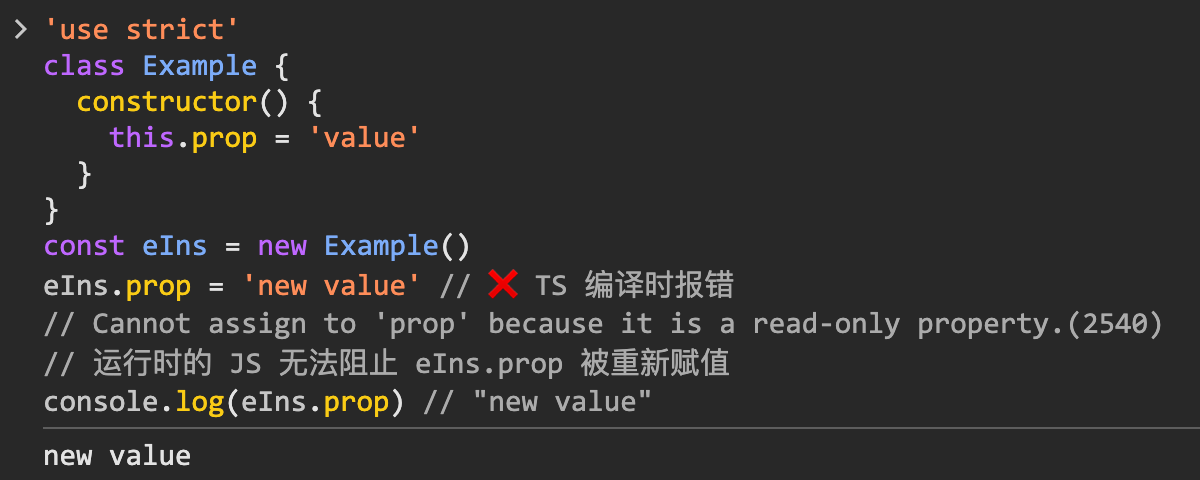 > 'use strict'
class Example {
  constructor() {
    this.prop = 'value'
  }
}
const eIns = new Example()
eIns.prop = 'new value' // ❌ TS 编译时报错
// Cannot assign to 'prop' because it is a read-only property.(2540)
// 运行时的 JS 无法阻止 eIns.prop 被重新赋值
console.log(eIns.prop) // "new value"
new value